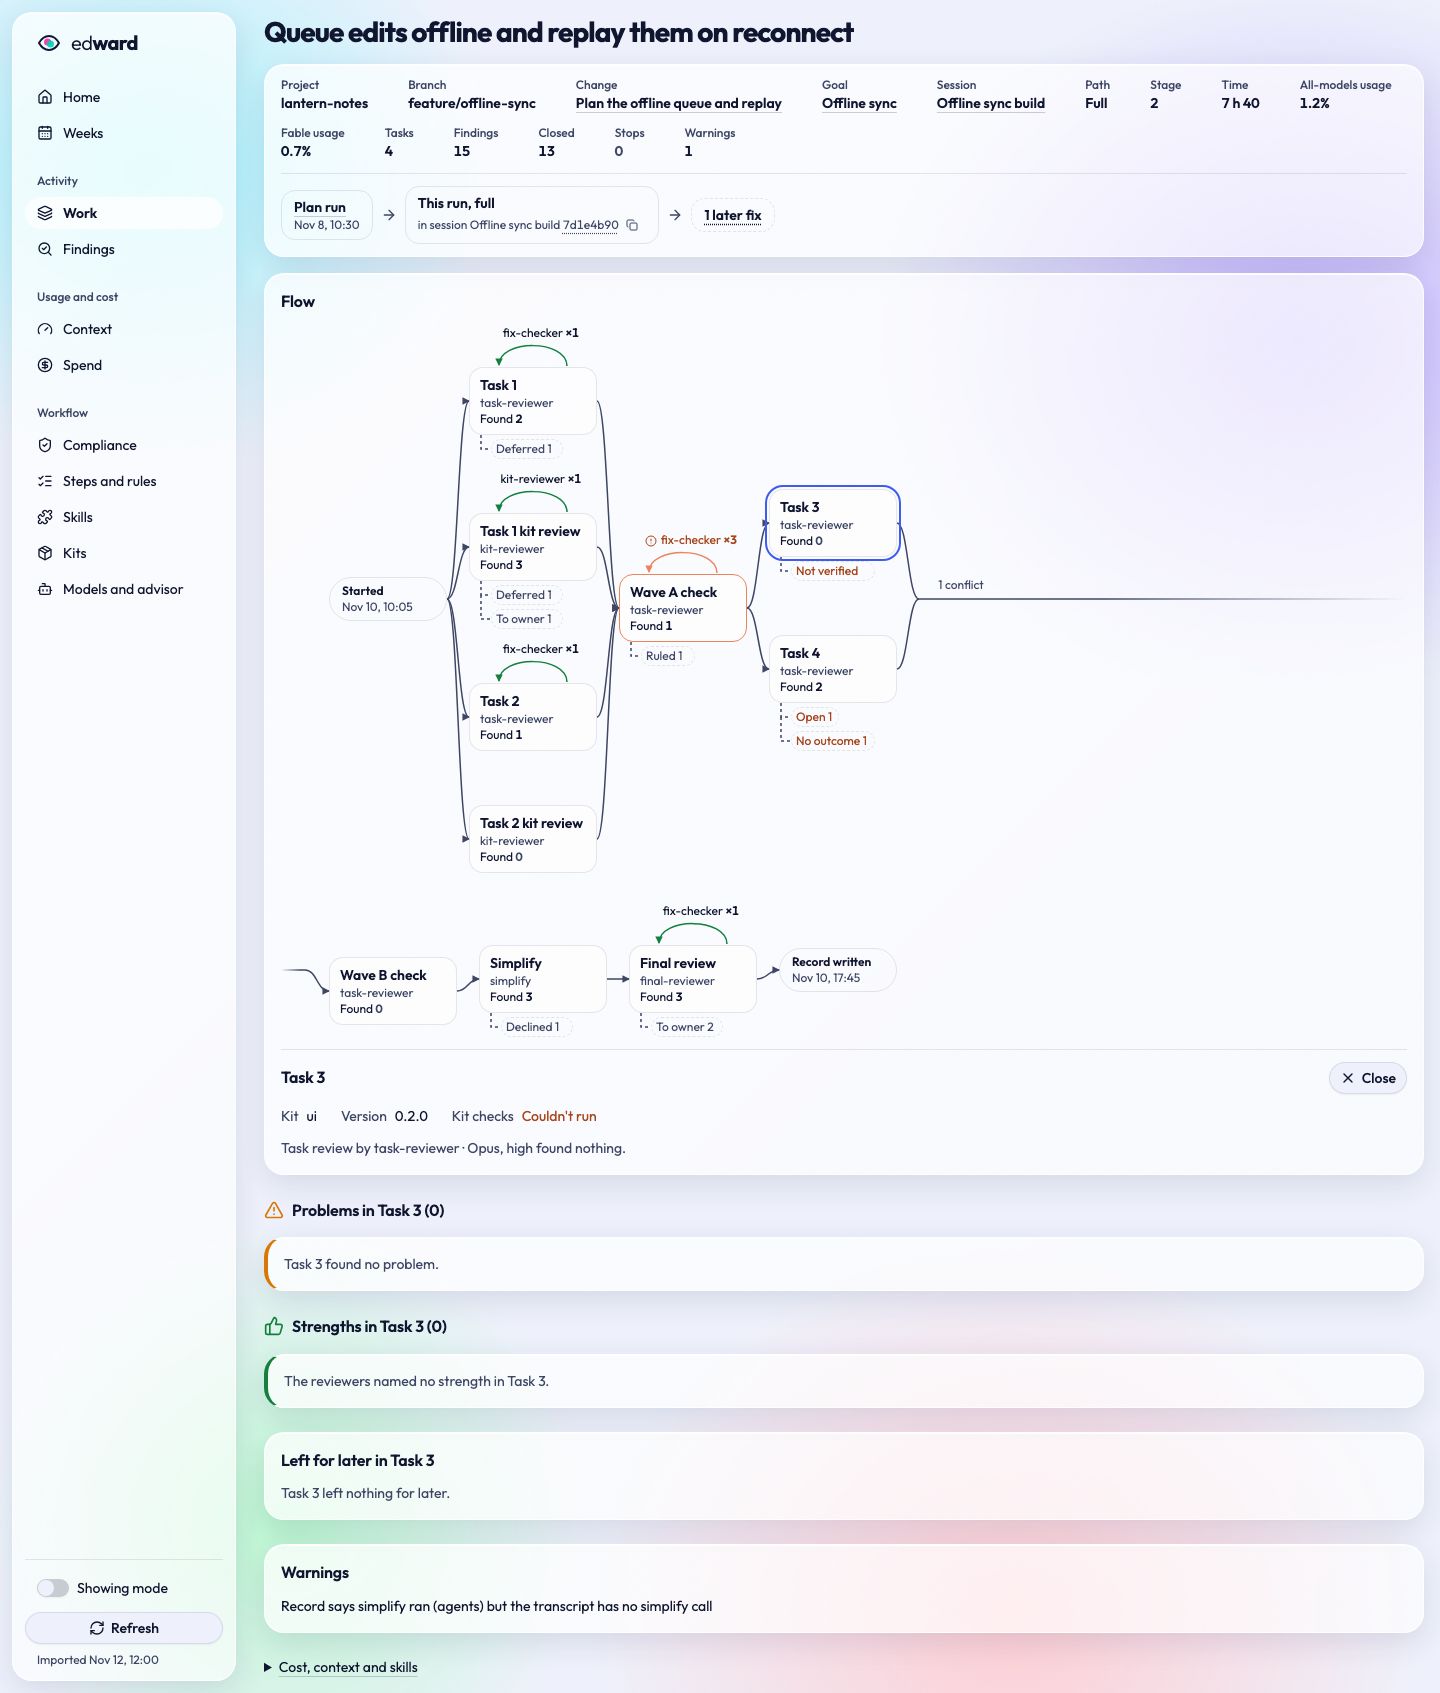 edward
Home
Weeks
Activity
Work
Findings
Usage and cost
Context
Spend
Workflow
Compliance
Steps and rules
Skills
Kits
Models and advisor
Showing mode
Refresh
Imported Nov 12, 12:00
Queue edits offline and replay them on reconnect
Project
lantern-notes
Branch
feature/offline-sync
Change
Plan the offline queue and replay
Goal
Offline sync
Session
Offline sync build
Path
Full
Stage
2
Time
7 h 40
All-models usage
1.2%
Fable usage
0.7%
Tasks
4
Findings
15
Closed
13
Stops
0
Warnings
1
Plan run
Nov 8, 10:30
This run, full
in session Offline sync build 7d1e4b90
1 later fix
Flow
Started
Nov 10, 10:05
fix-checker ×1
Task 1
task-reviewer
Found 2
Deferred 1
kit-reviewer ×1
Task 1 kit review
kit-reviewer
Found 3
Deferred 1
To owner 1
fix-checker ×1
Task 2
task-reviewer
Found 1
Task 2 kit review
kit-reviewer
Found 0
fix-checker ×3
Wave A check
task-reviewer
Found 1
Ruled 1
Task 3
task-reviewer
Found 0
Not verified
Task 4
task-reviewer
Found 2
Open 1
No outcome 1
1 conflict
Wave B check
task-reviewer
Found 0
Simplify
simplify
Found 3
Declined 1
fix-checker ×1
Final review
final-reviewer
Found 3
To owner 2
Record written
Nov 10, 17:45
Task 3
Close
Kit ui Version 0.2.0 Kit checks Couldn't run
Task review by task-reviewer · Opus, high found nothing.
Problems in Task 3 (0)
Task 3 found no problem.
Strengths in Task 3 (0)
The reviewers named no strength in Task 3.
Left for later in Task 3
Task 3 left nothing for later.
Warnings
Record says simplify ran (agents) but the transcript has no simplify call
Cost, context and skills